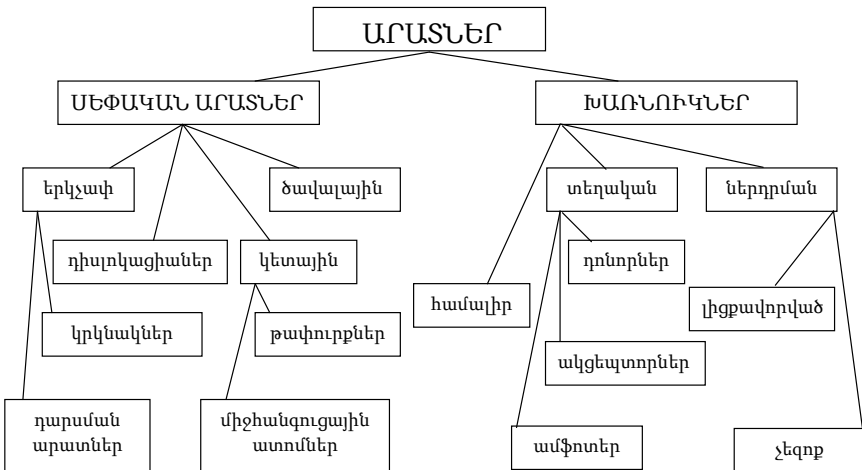 ԱՐԱՏՆԵՐ
ՍԵՓԱԿԱՆ ԱՐԱՏՆԵՐ
ԽԱՌՆՈՒԿՆԵՐ
երկչափ
ծավալային
տեղական
ներդրման
դիսլոկացիաներ
կետային
դոնորներ
համալիր
լիցքավորված
կրկնակներ
թափուրքներ
ակցեպտորներ
դարսման
արատներ
միջհանգուցային
ատոմներ
ամֆոտեր
չեզոք